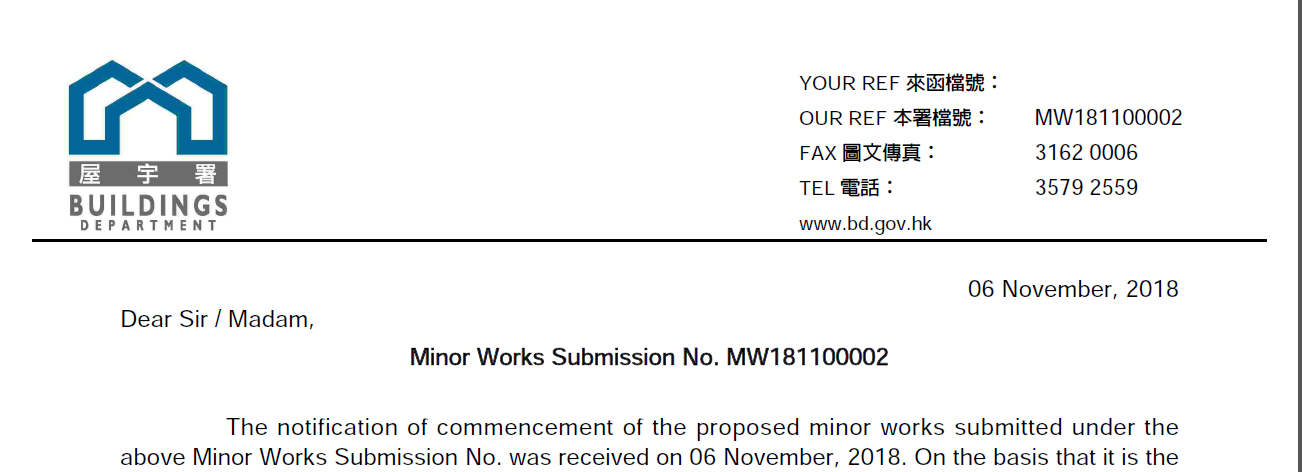 屋宇署
BUILDINGS
DEPARTMENT
YOUR REF 來函檔號：
OUR REF 本署檔號： MW181100002
FAX 圖文傳真： 3162 0006
TEL 電話： 3579 2559
www.bd.gov.hk
06 November, 2018
Dear Sir / Madam,
Minor Works Submission No. MW181100002
The notification of commencement of the proposed minor works submitted under the
above Minor Works Submission No. was received on 06 November, 2018. On the basis that it is the